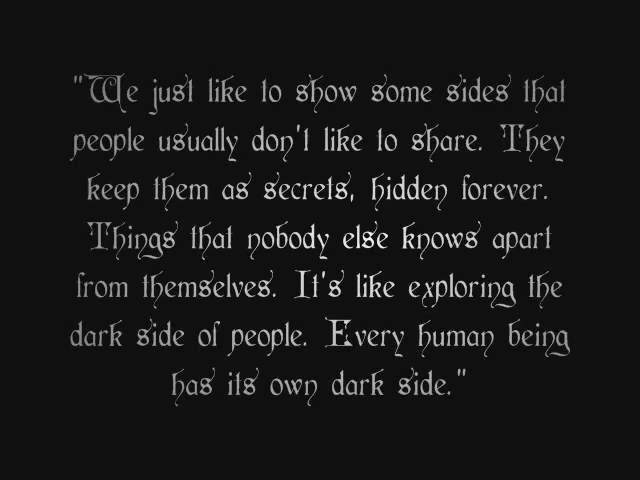 "We just like to show some sides that
people usually don't like to share. They
keep them as secrets, hidden forever.
Things that nobody else knows apart
from themselves. It's like exploring the
dark side of people. Every human being
has its own dark side."